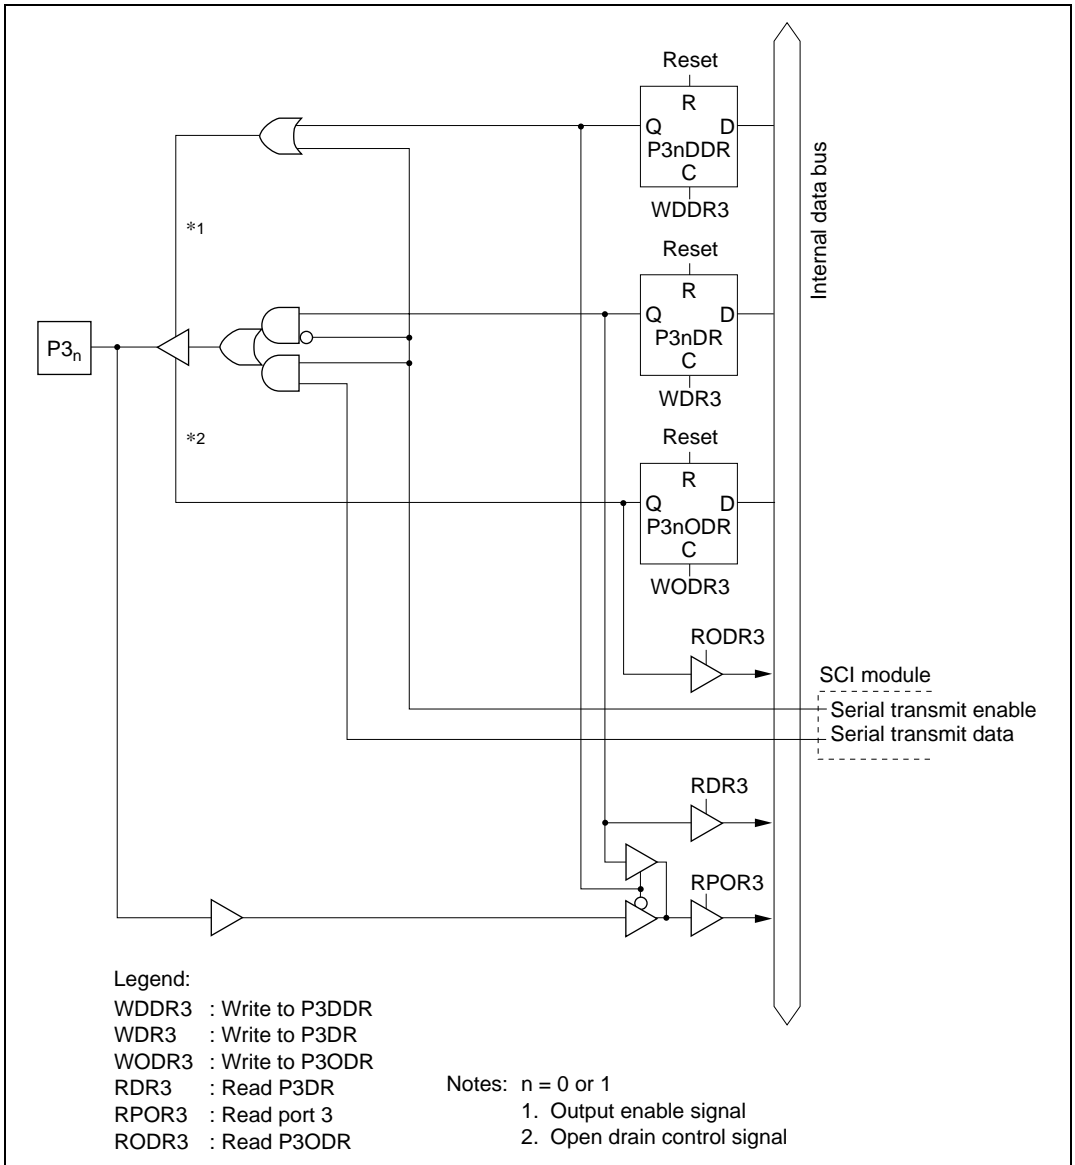 Reset
R
Q D
P3nDDR
C
WDDR3
Internal data bus
*1
Reset
R
Q D
P3nDR
C
WDR3
P3n
*2
Reset
R
Q D
P3nODR
C
WODR3
RODR3
SCI module
Serial transmit enable
Serial transmit data
RDR3
RPOR3
Legend:
WDDR3 : Write to P3DDR
WDR3 : Write to P3DR
WODR3 : Write to P3ODR
RDR3 : Read P3DR
RPOR3 : Read port 3
RODR3 : Read P3ODR
Notes: n = 0 or 1
1. Output enable signal
2. Open drain control signal